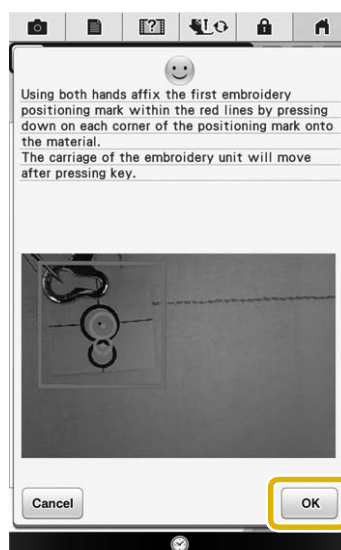 Using both hands affix the first embroidery
positioning mark within the red lines by pressing
down on each corner of the positioning mark onto
the material.
The carriage of the embroidery unit will move
after pressing key.
Cancel
OK